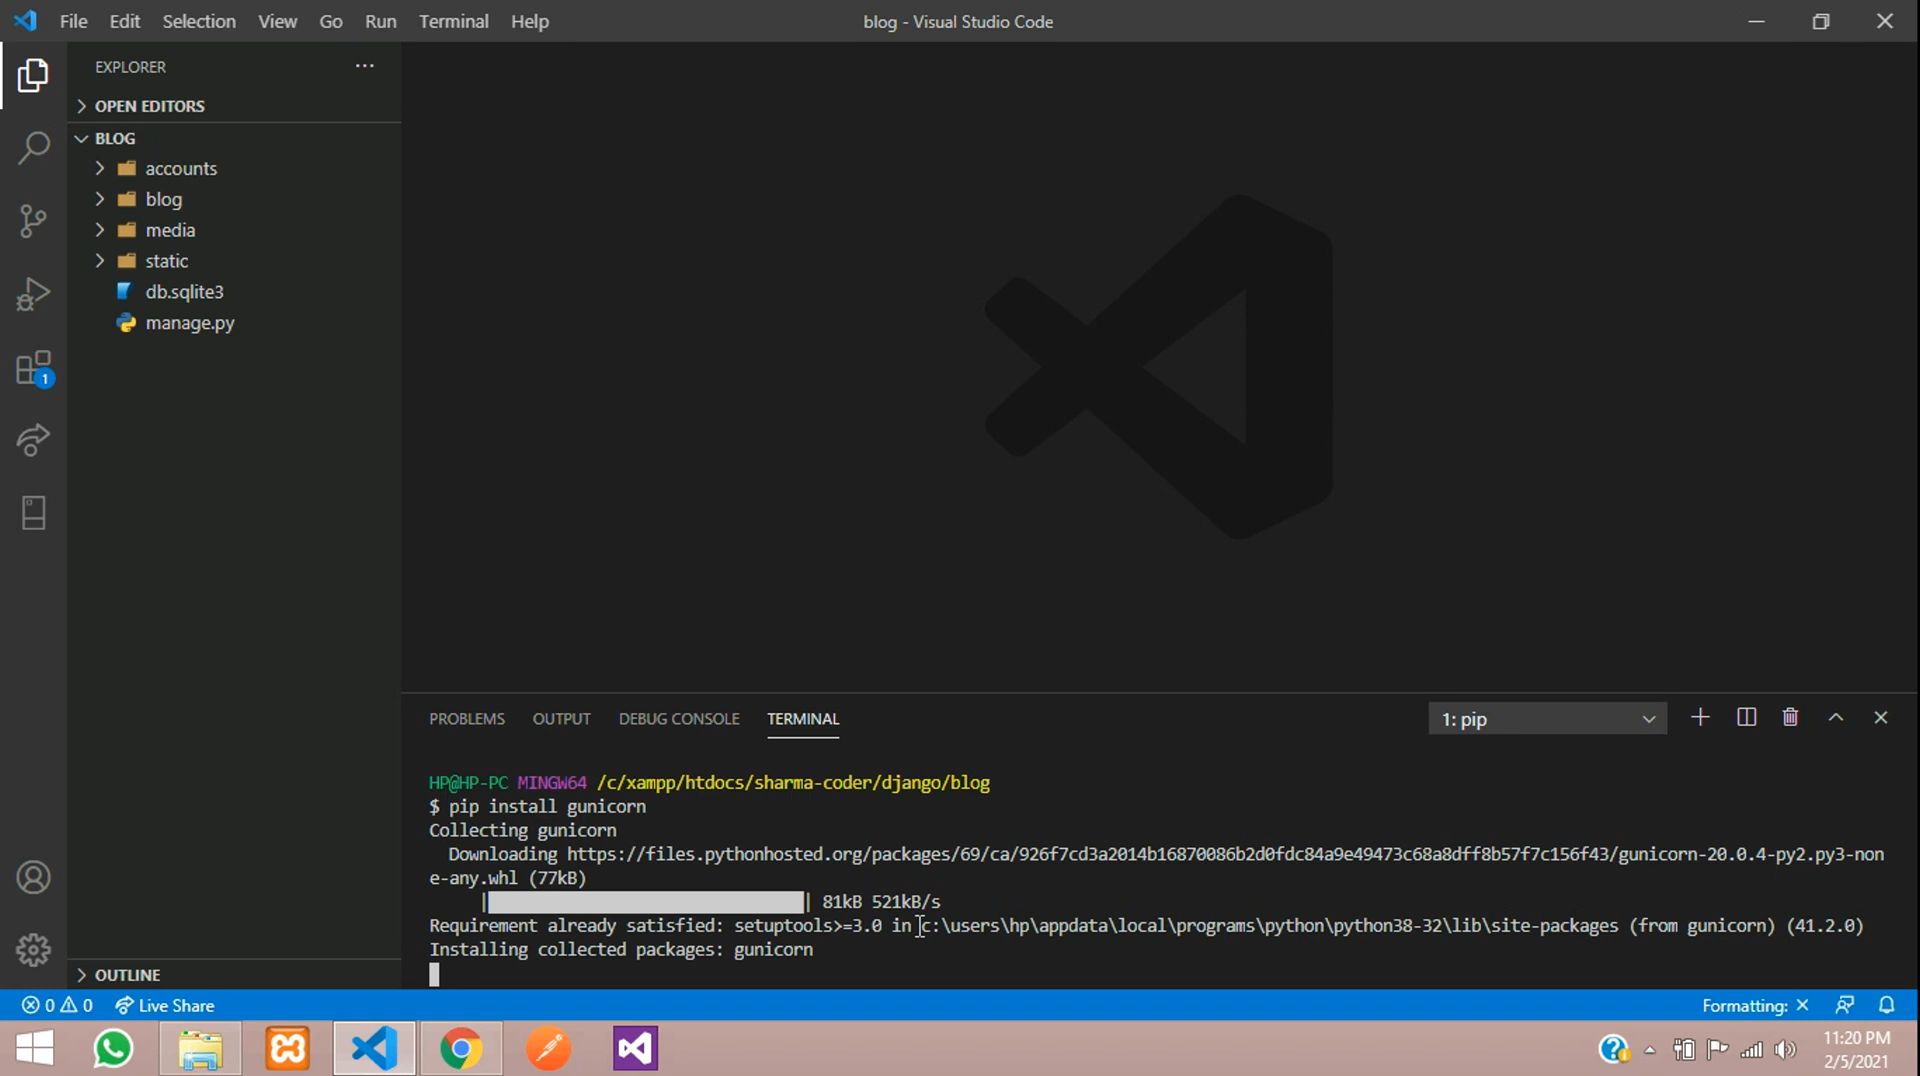 File Edit Selection View Go Run Terminal Help
blog - Visual Studio Code
EXPLORER
OPEN EDITORS
BLOG
accounts
blog
media
static
db.sqlite3
manage.py
1
OUTLINE
PROBLEMS OUTPUT DEBUG CONSOLE TERMINAL
1: pip
HP@HP-PC MINGW64 /c/xampp/htdocs/sharma-coder/django/blog
$ pip install gunicorn
Collecting gunicorn
Downloading https://files.pythonhosted.org/packages/69/ca/926f7cd3a2014b16870086b2d0fdc84a9e49473c68a8dff8b57f7c156f43/gunicorn-20.0.4-py2.py3-non
e-any.whl (77kB)
| | 81kB 521kB/s
Requirement already satisfied: setuptools>=3.0 in c:\users\hp\appdata\local\programs\python\python38-32\lib\site-packages (from gunicorn) (41.2.0)
Installing collected packages: gunicorn
0 0 Live Share
Formatting: ×
11:20 PM
2/5/2021